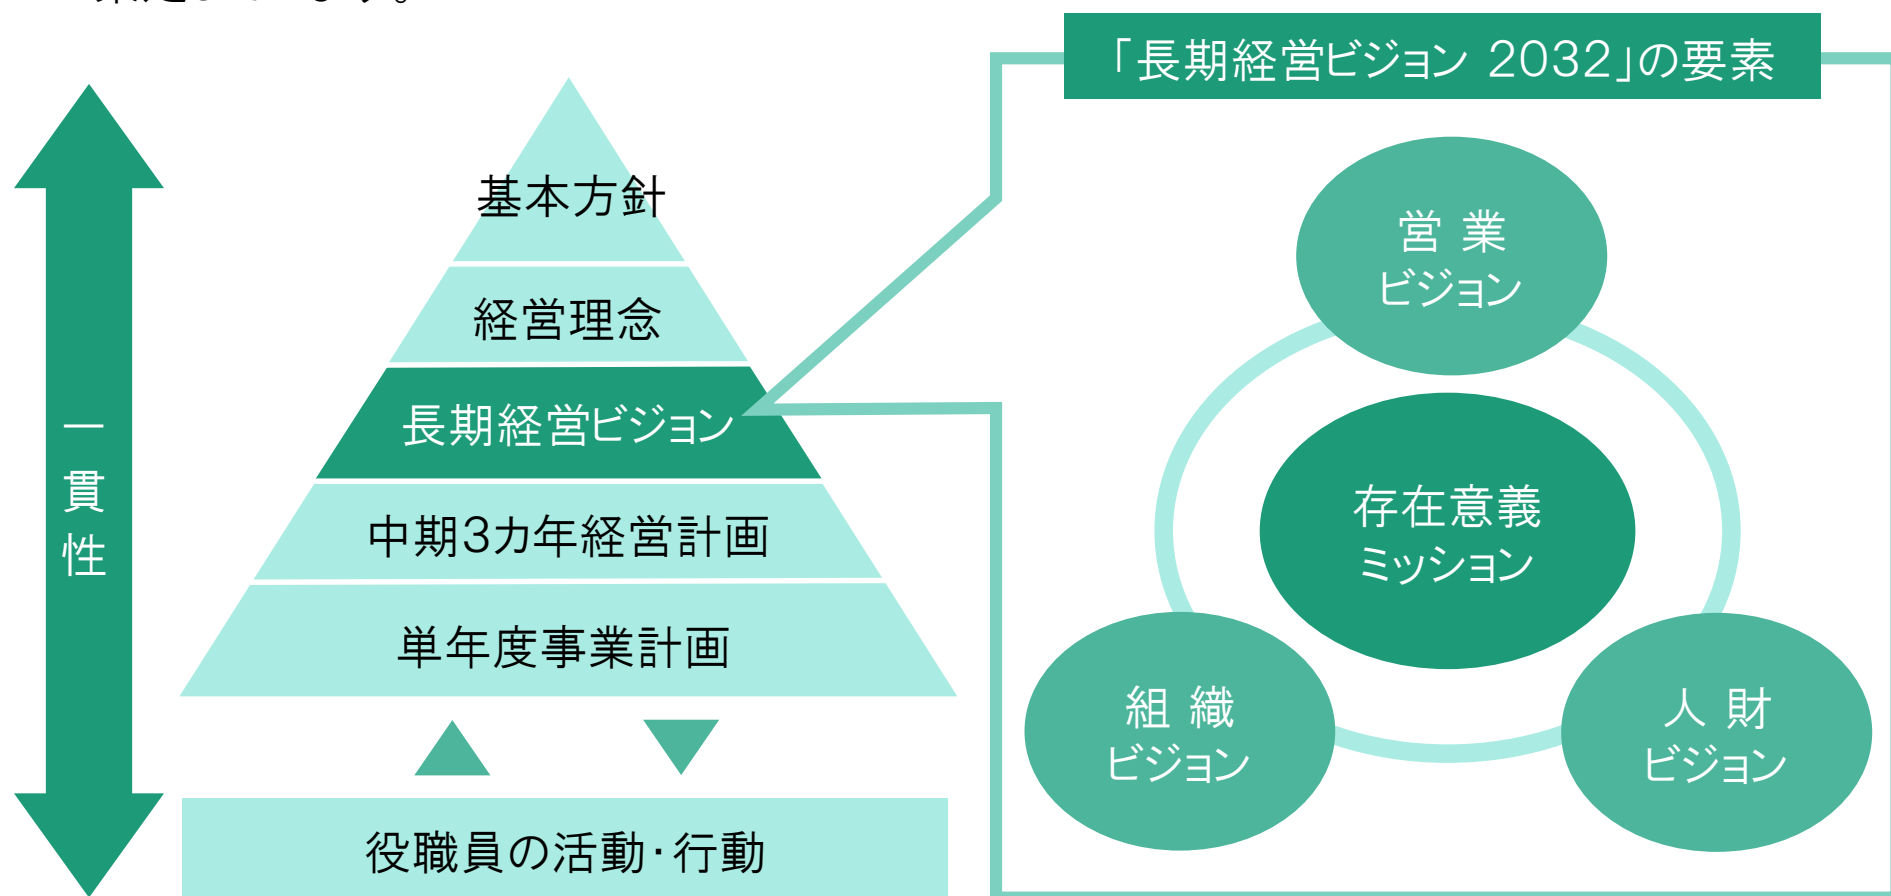 「長期経営ビジョン 2032」の要素
基本方針
経営理念
長期経営ビジョン
中期3カ年経営計画
単年度事業計画
役職員の活動・行動
一貫性
営 業
ビジョン
存在意義
ミッション
組 織
ビジョン
人 財
ビジョン